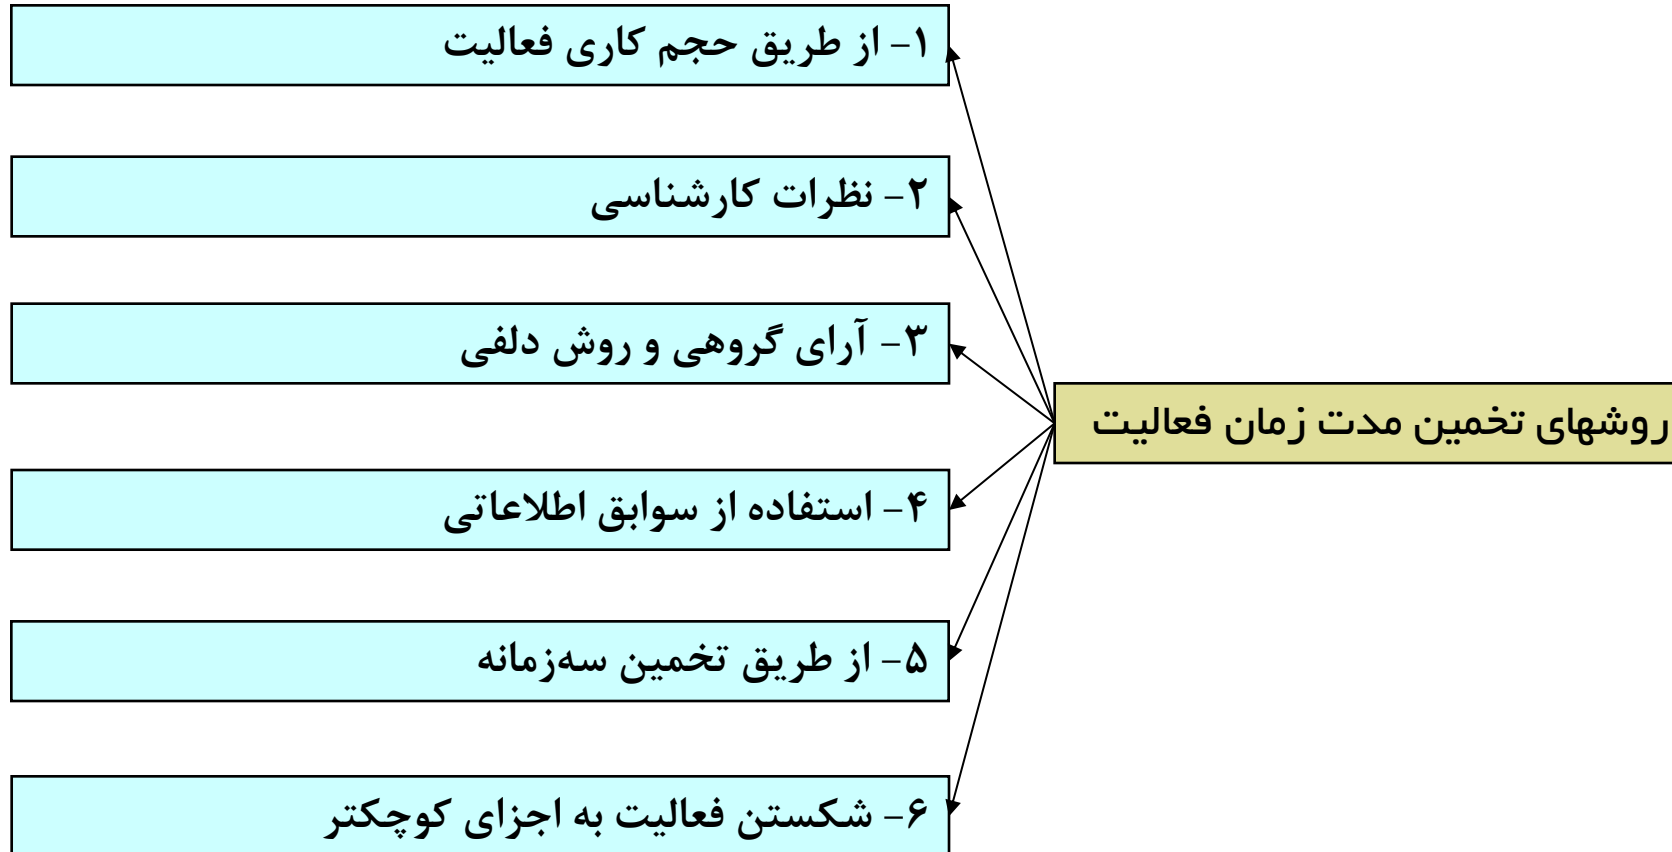 روشهای تخمین مدت زمان فعالیت
۱- از طریق حجم کاری فعالیت
۲- نظرات کارشناسی
۳- آرای گروهی و روش دلفی
۴- استفاده از سوابق اطلاعاتی
۵- از طریق تخمین سه‌زمانه
۶- شکستن فعالیت به اجزای کوچکتر